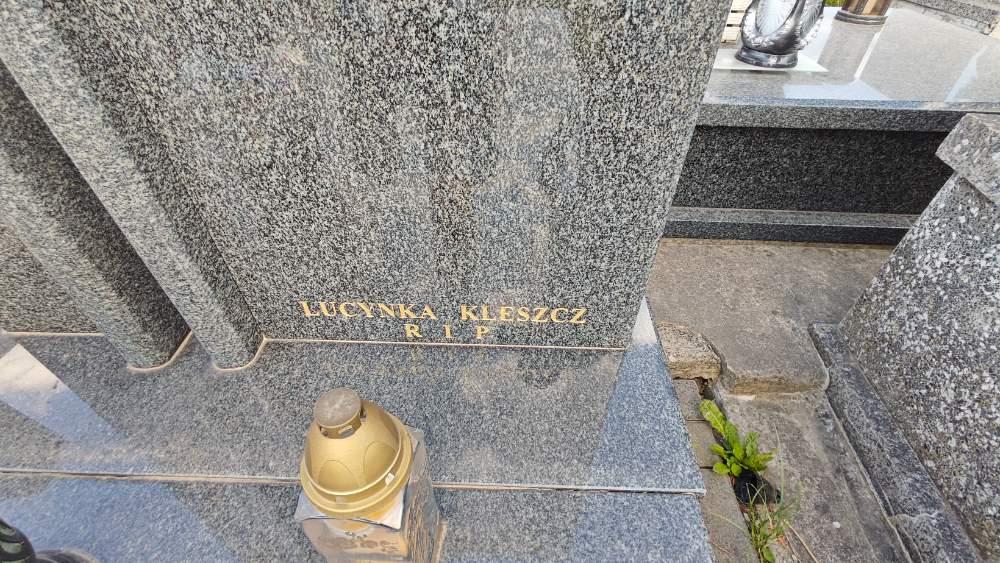 LUCYNKA KLESZCZ
R I P